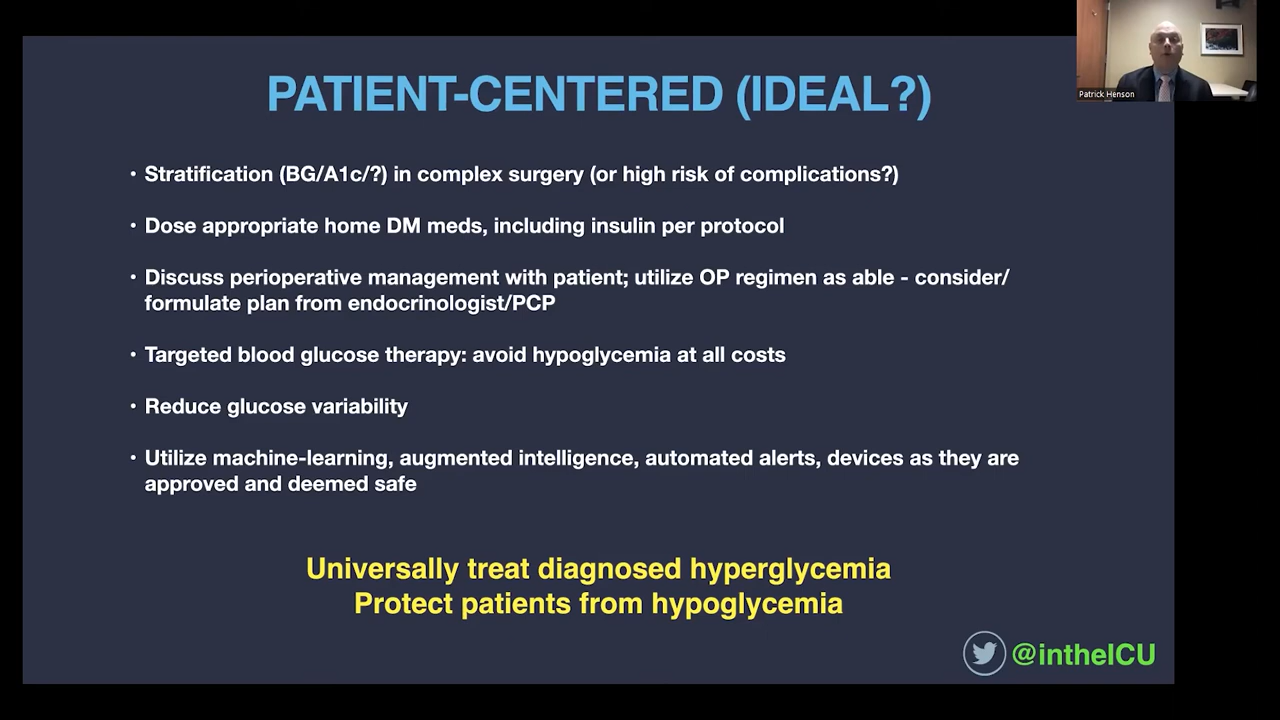 PATIENT-CENTERED (IDEAL?)
Patrick Henson
• Stratification (BG/A1c/?) in complex surgery (or high risk of complications?)
• Dose appropriate home DM meds, including insulin per protocol
• Discuss perioperative management with patient; utilize OP regimen as able - consider/
formulate plan from endocrinologist/PCP
• Targeted blood glucose therapy: avoid hypoglycemia at all costs
• Reduce glucose variability
• Utilize machine-learning, augmented intelligence, automated alerts, devices as they are
approved and deemed safe
Universally treat diagnosed hyperglycemia
Protect patients from hypoglycemia
@intheICU